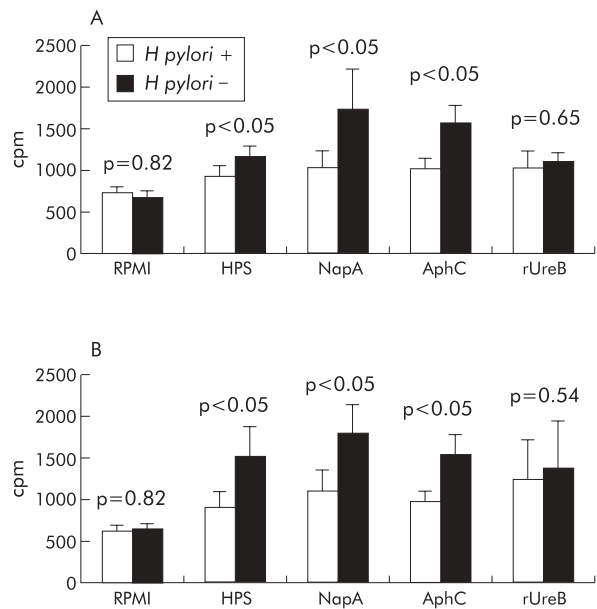 A
2500
2000
1500
1000
500
0
cpm
H pylori +
H pylori –
p=0.82
p<0.05
p<0.05
p<0.05
p=0.65
RPMI HPS NapA AphC rUreB
B
2500
2000
1500
1000
500
0
cpm
p=0.82
p<0.05
p<0.05
p<0.05
p=0.54
RPMI HPS NapA AphC rUreB